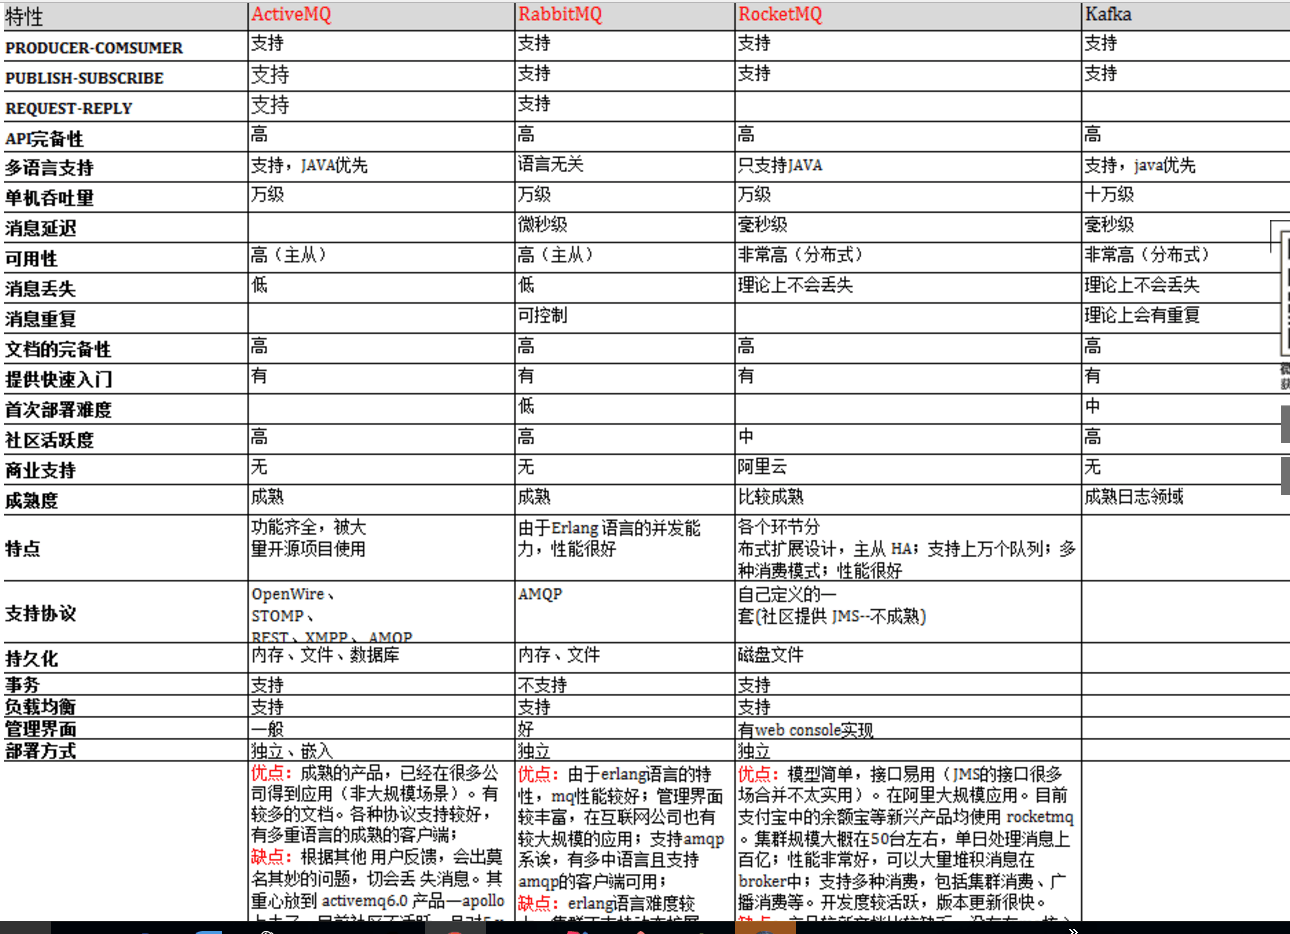 特性 ActiveMQ RabbitMQ RocketMQ Kafka
PRODUCER-COMSUMER 支持 支持 支持 支持
PUBLISH-SUBSCRIBE 支持 支持 支持 支持
REQUEST-REPLY 支持 支持
API完备性 高 高 高 高
多语言支持 支持，JAVA优先 语言无关 只支持JAVA 支持，java优先
单机吞吐量 万级 万级 万级 十万级
消息延迟 微秒级 毫秒级 毫秒级
可用性 高（主从） 高（主从） 非常高（分布式） 非常高（分布式）
消息丢失 低 低 理论上不会丢失 理论上不会丢失
消息重复 可控制 理论上会有重复
文档的完备性 高 高 高 高
提供快速入门 有 有 有 有
首次部署难度 低 中
社区活跃度 高 高 中 高
商业支持 无 无 阿里云 无
成熟度 成熟 成熟 比较成熟 成熟日志领域
特点
功能齐全，被大
量开源项目使用
由于Erlang 语言的并发能
力，性能很好
各个环节分
布式扩展设计，主从 HA；支持上万个队列；多
种消费模式；性能很好
支持协议
OpenWire、
STOMP、
REST、XMPP、AMQP
AMQP
自己定义的一
套(社区提供 JMS--不成熟)
持久化 内存、文件、数据库 内存、文件 磁盘文件
事务 支持 不支持 支持
负载均衡 支持 支持 支持
管理界面 一般 好 有web console实现
部署方式 独立、嵌入 独立 独立
优点：成熟的产品，已经在很多公
司得到应用（非大规模场景）。有
较多的文档。各种协议支持较好，
有多重语言的成熟的客户端；
缺点：根据其他 用户反馈，会出莫
名其妙的问题，切会丢 失消息。其
重心放到 activemq6.0 产品—apollo
优点：由于erlang语言的特
性，mq性能较好；管理界面
较丰富，在互联网公司也有
较大规模的应用；支持amqp
系诶，有多中语言且支持
amqp的客户端可用；
缺点：erlang语言难度较
优点：模型简单，接口易用（JMS的接口很多
场合并不太实用）。在阿里大规模应用。目前
支付宝中的余额宝等新兴产品均使用 rocketmq
。集群规模大概在50台左右，单日处理消息上
百亿；性能非常好，可以大量堆积消息在
broker中；支持多种消费，包括集群消费、广
播消费等。开发度较活跃，版本更新很快。